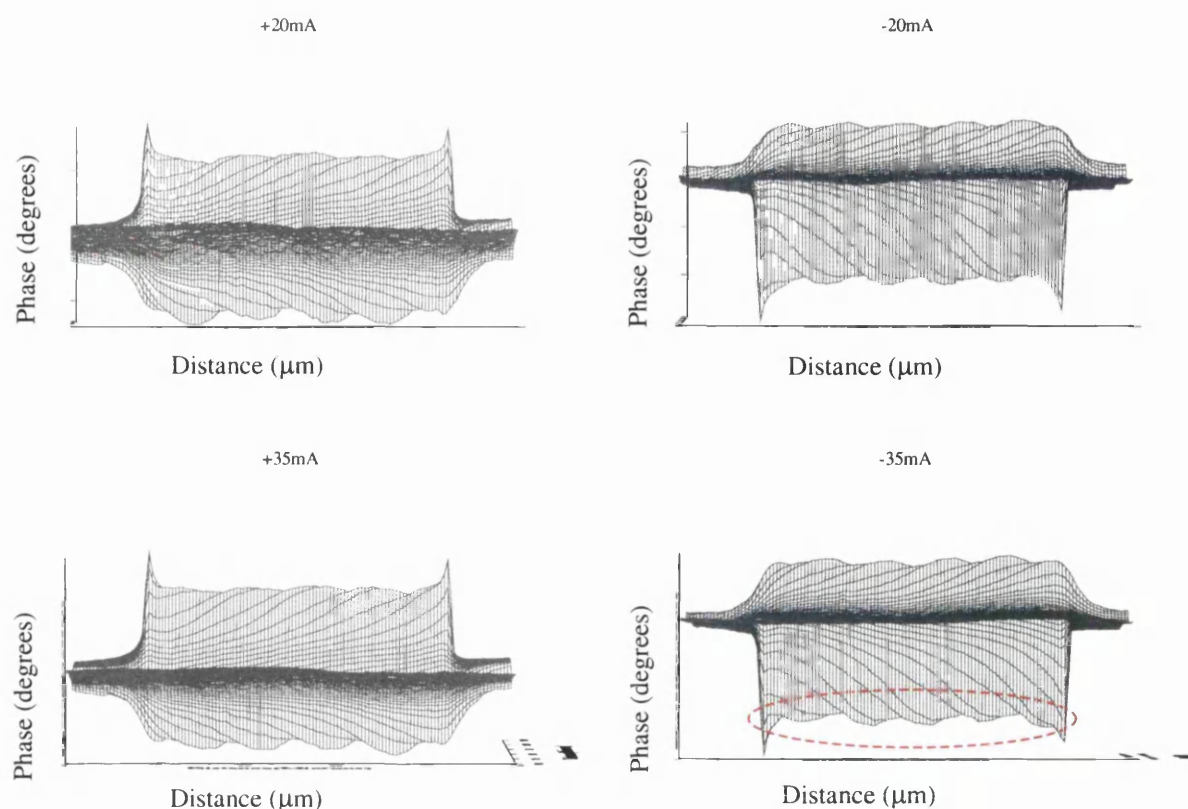 +20mA
-20mA
Phase (degrees)
Phase (degrees)
Distance (μm)
Distance (μm)
+35mA
-35mA
Phase (degrees)
Phase (degrees)
Distance (μm)
Distance (μm)